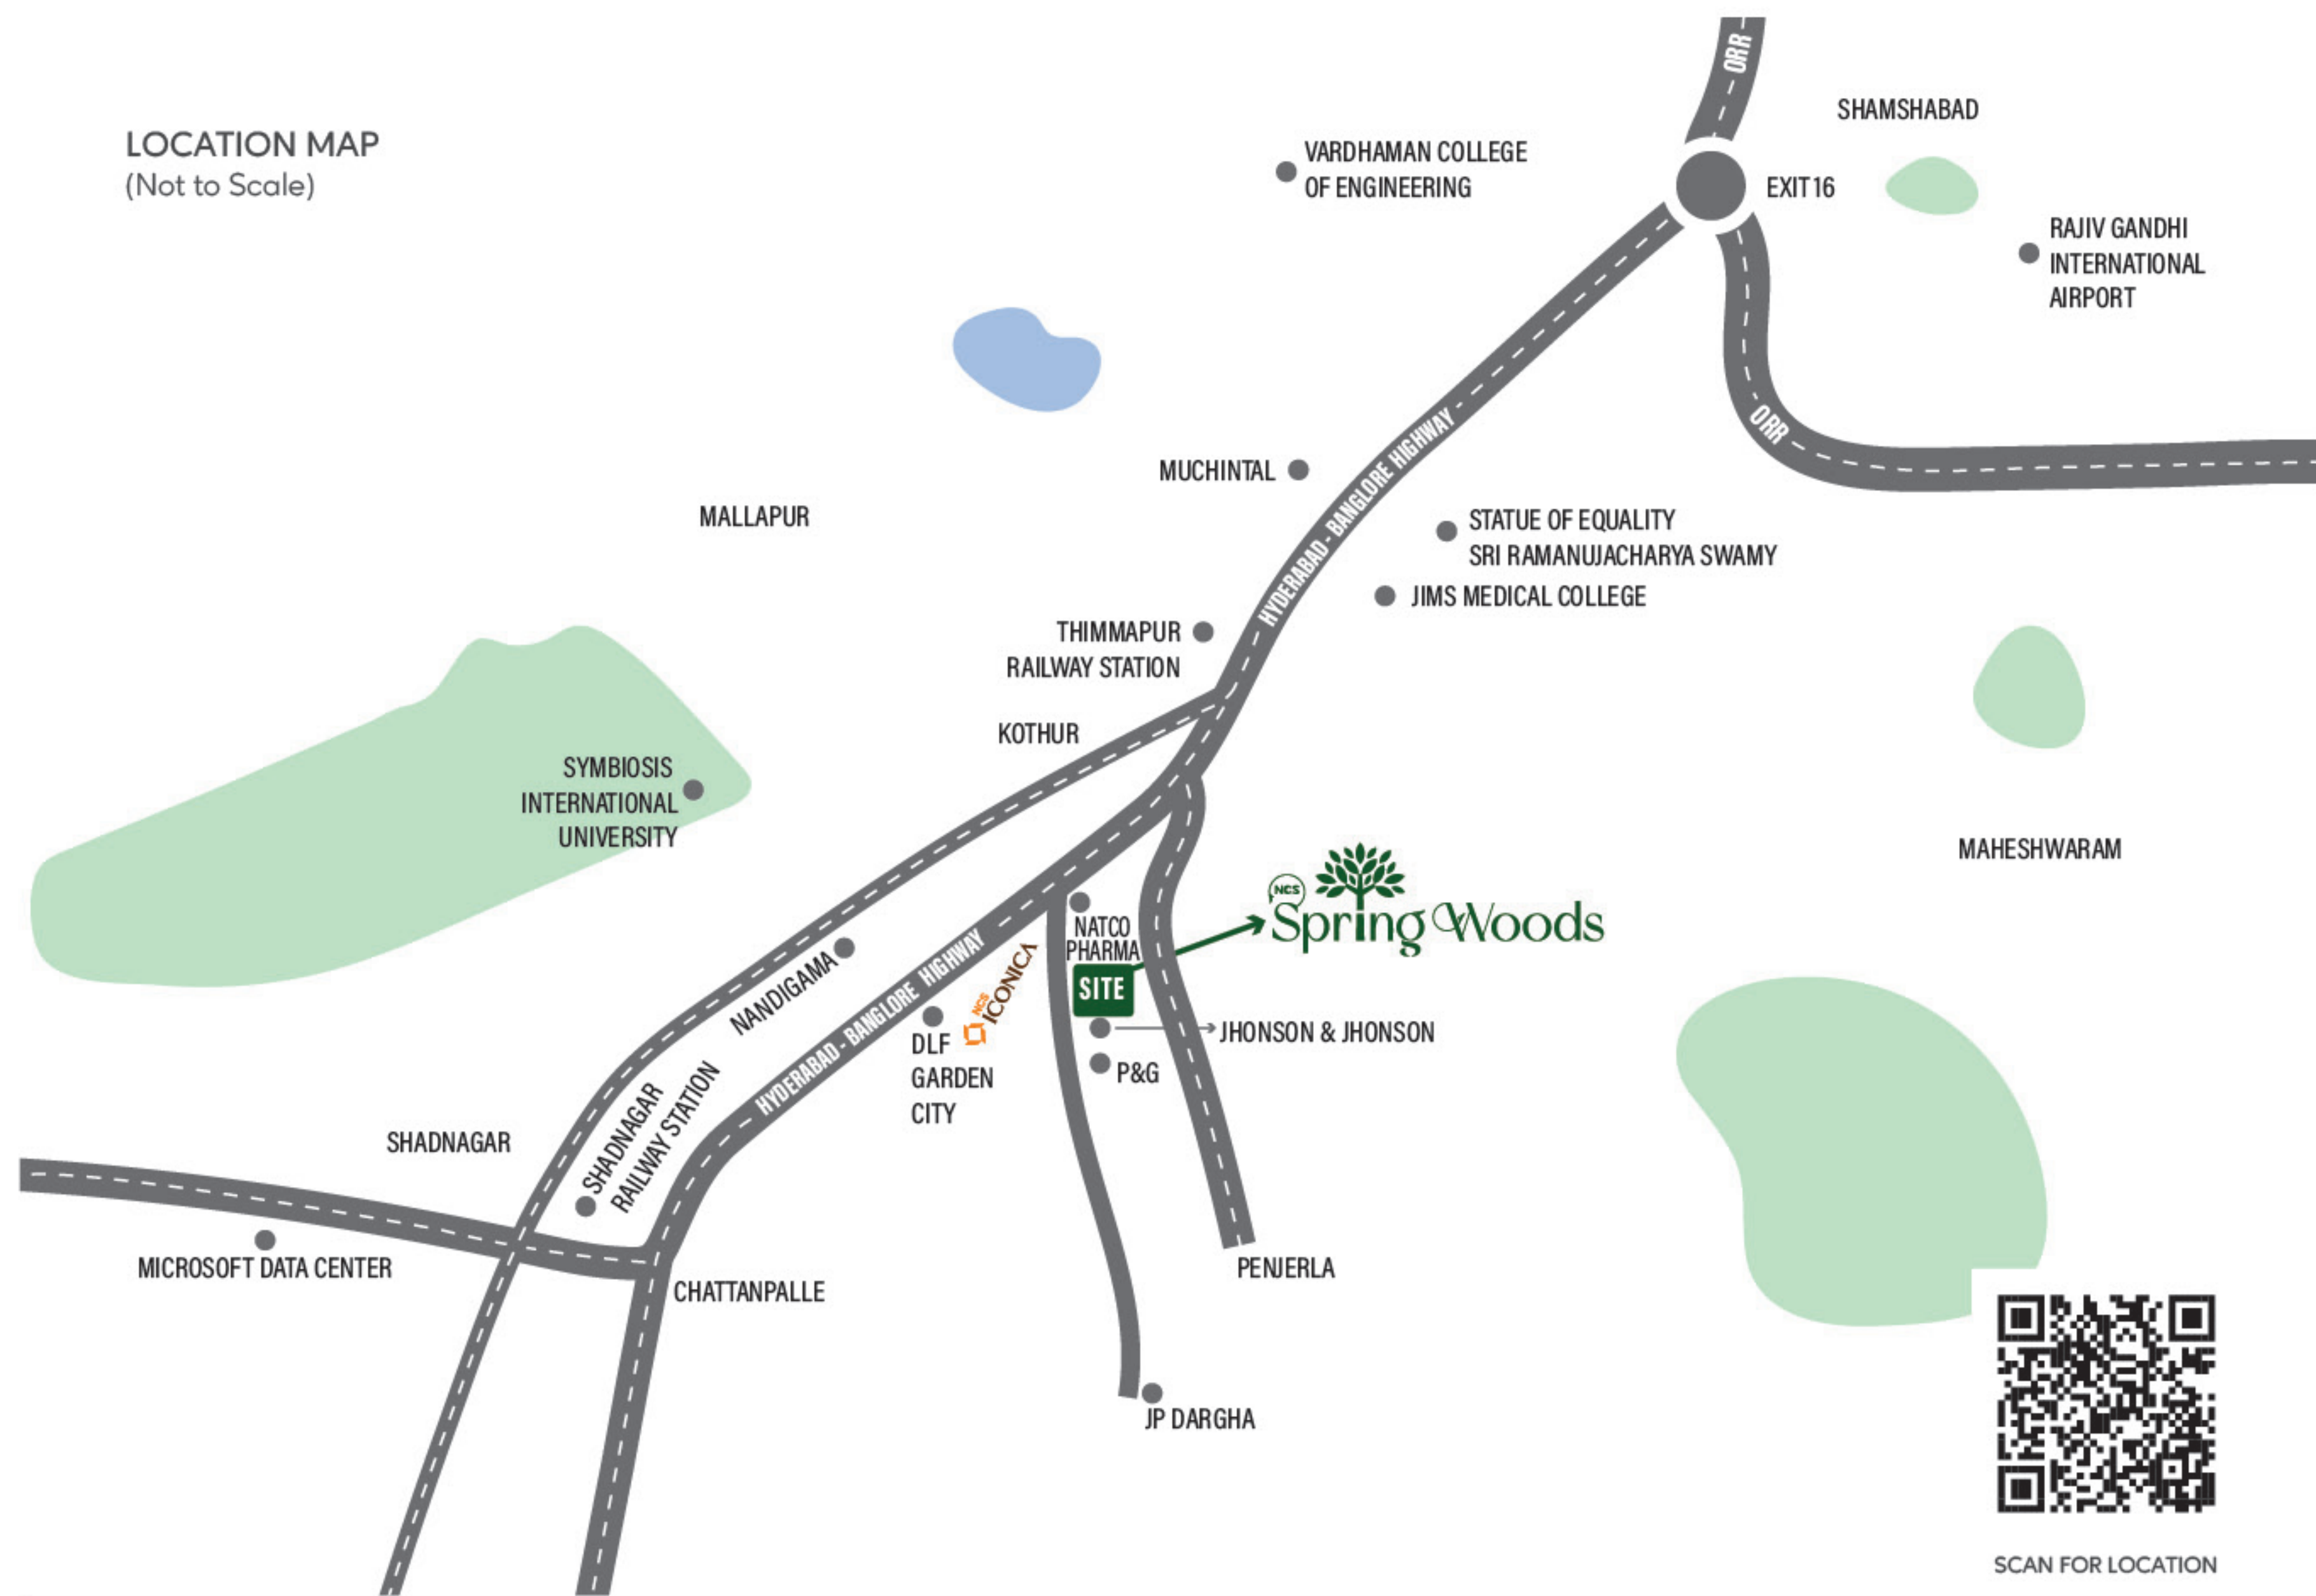 LOCATION MAP
(Not to Scale)
ORR
SHAMSHABAD
VARDHAMAN COLLEGE
OF ENGINEERING
EXIT16
RAJIV GANDHI
INTERNATIONAL
AIRPORT
ORR
HYDERABAD - BANGLORE HIGHWAY
MUCHINTAL
MALLAPUR
STATUE OF EQUALITY
SRI RAMANUJACHARYA SWAMY
JIMS MEDICAL COLLEGE
THIMMAPUR
RAILWAY STATION
KOTHUR
SYMBIOSIS
INTERNATIONAL
UNIVERSITY
MAHESHWARAM
NCS
Spring Woods
NATCO
PHARMA
SITE
NANDIGAMA
HYDERABAD - BANGLORE HIGHWAY
NCS
ICONICA
DLF
GARDEN
CITY
JHONSON & JHONSON
P&G
SHADNAGAR
RAILWAY STATION
SHADNAGAR
MICROSOFT DATA CENTER
CHATTANPALLE
PENJERLA
JP DARGHA
SCAN FOR LOCATION